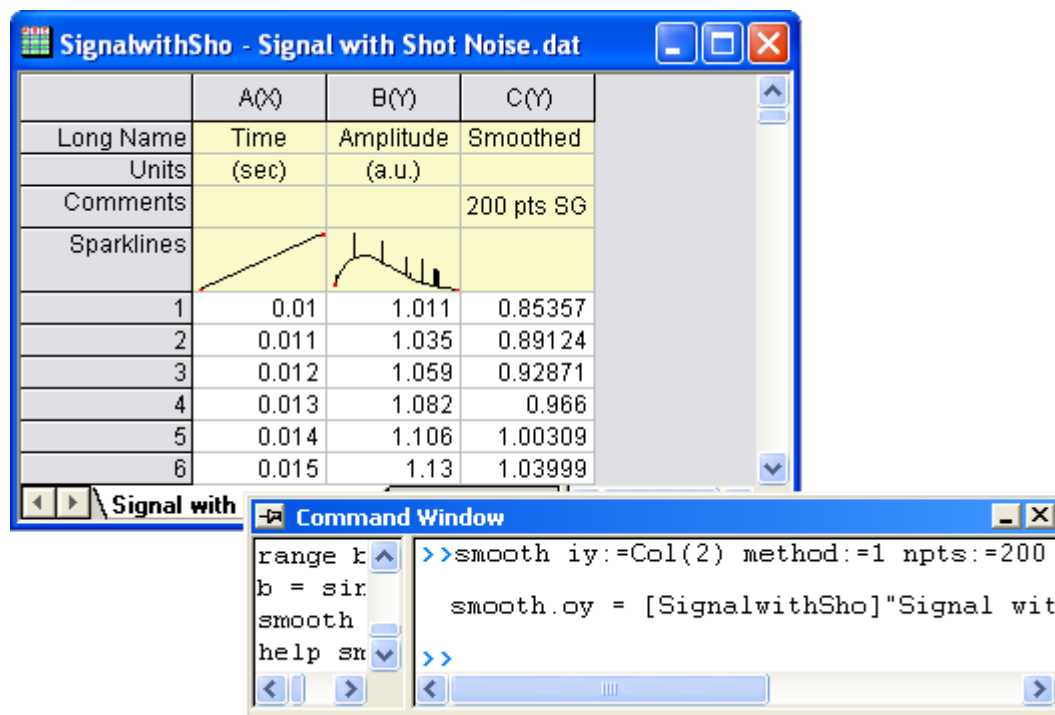 SignalwithSho - Signal with Shot Noise.dat
A(X) B(Y) C(Y)
Long Name Time Amplitude Smoothed
Units (sec) (a.u.)
Comments 200 pts SG
Sparklines
1 0.01 1.011 0.85357
2 0.011 1.035 0.89124
3 0.012 1.059 0.92871
4 0.013 1.082 0.966
5 0.014 1.106 1.00309
6 0.015 1.13 1.03999
Signal with
Command Window
range
b = sin
smooth
help sm
>>smooth iy:=Col(2) method:=1 npts:=200
smooth.oy = [SignalwithSho]"Signal wit
>>